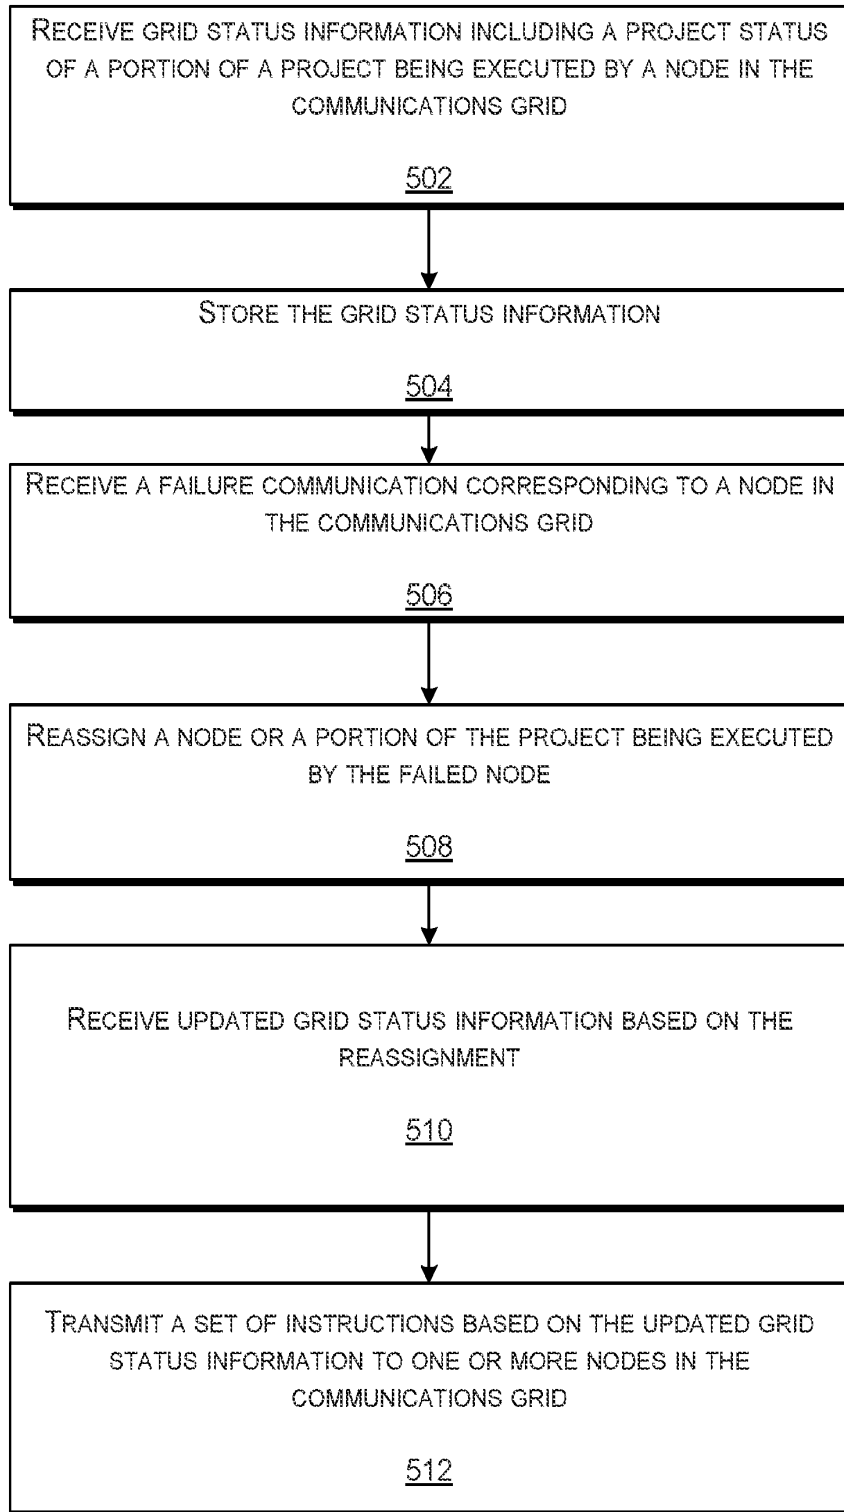 RECEIVE GRID STATUS INFORMATION INCLUDING A PROJECT STATUS
OF A PORTION OF A PROJECT BEING EXECUTED BY A NODE IN THE
COMMUNICATIONS GRID
502
STORE THE GRID STATUS INFORMATION
504
RECEIVE A FAILURE COMMUNICATION CORRESPONDING TO A NODE IN
THE COMMUNICATIONS GRID
506
REASSIGN A NODE OR A PORTION OF THE PROJECT BEING EXECUTED
BY THE FAILED NODE
508
RECEIVE UPDATED GRID STATUS INFORMATION BASED ON THE
REASSIGNMENT
510
TRANSMIT A SET OF INSTRUCTIONS BASED ON THE UPDATED GRID
STATUS INFORMATION TO ONE OR MORE NODES IN THE
COMMUNICATIONS GRID
512